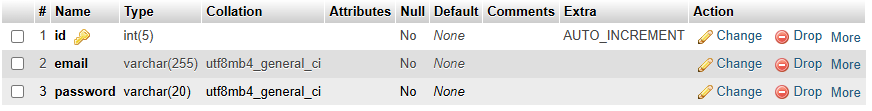 # Name Type Collation Attributes Null Default Comments Extra Action
1 id int(5) No None AUTO_INCREMENT Change Drop More
2 email varchar(255) utf8mb4_general_ci No None Change Drop More
3 password varchar(20) utf8mb4_general_ci No None Change Drop More